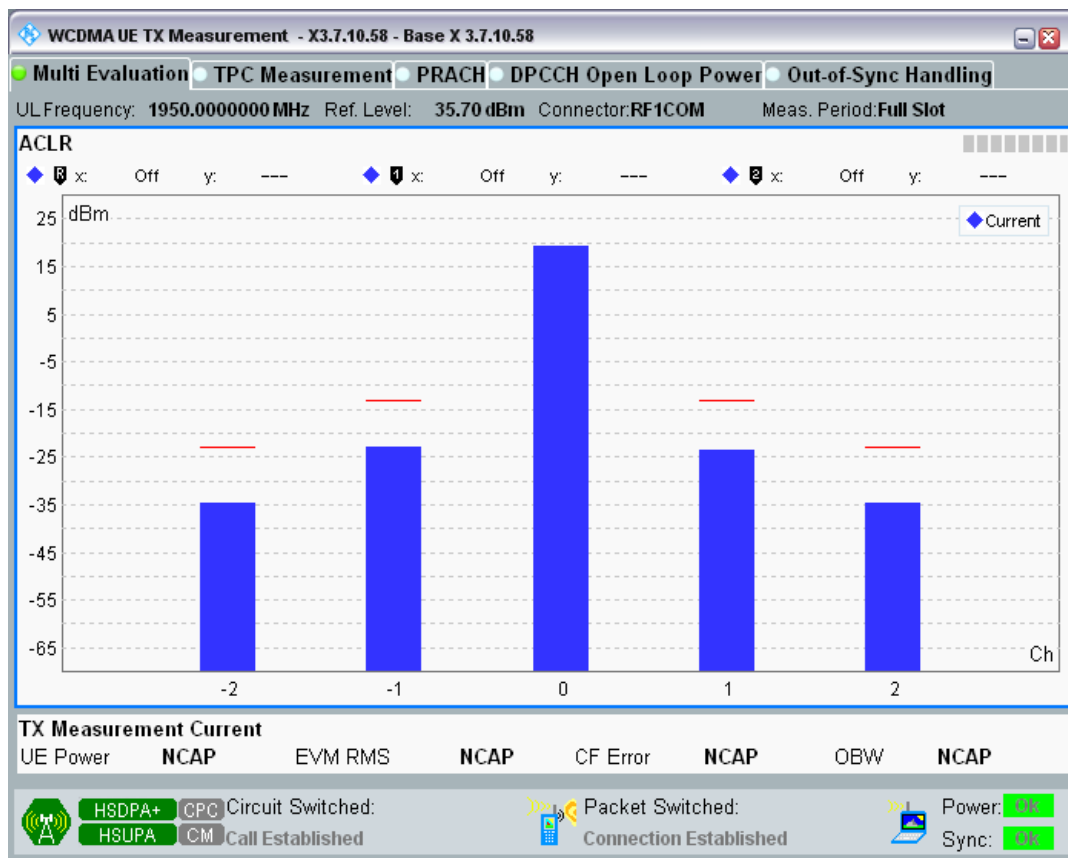 WCDMA UE TX Measurement - X3.7.10.58 - Base X 3.7.10.58
Multi Evaluation TPC Measurement PRACH DPCCH Open Loop Power Out-of-Sync Handling
UL Frequency: 1950.0000000 MHz Ref. Level: 35.70 dBm Connector:RF1COM Meas. Period:Full Slot
ACLR
R x: Off y: --- 1 x: Off y: --- 2 x: Off y: ---
dBm
Current
25
15
5
-5
-15
-25
-35
-45
-55
-65
Ch
-2 -1 0 1 2
TX Measurement Current
UE Power NCAP EVM RMS NCAP CF Error NCAP OBW NCAP
HSDPA+ CPC Circuit Switched: Packet Switched: Power: OK
HSUPA CM Call Established Connection Established Sync: OK